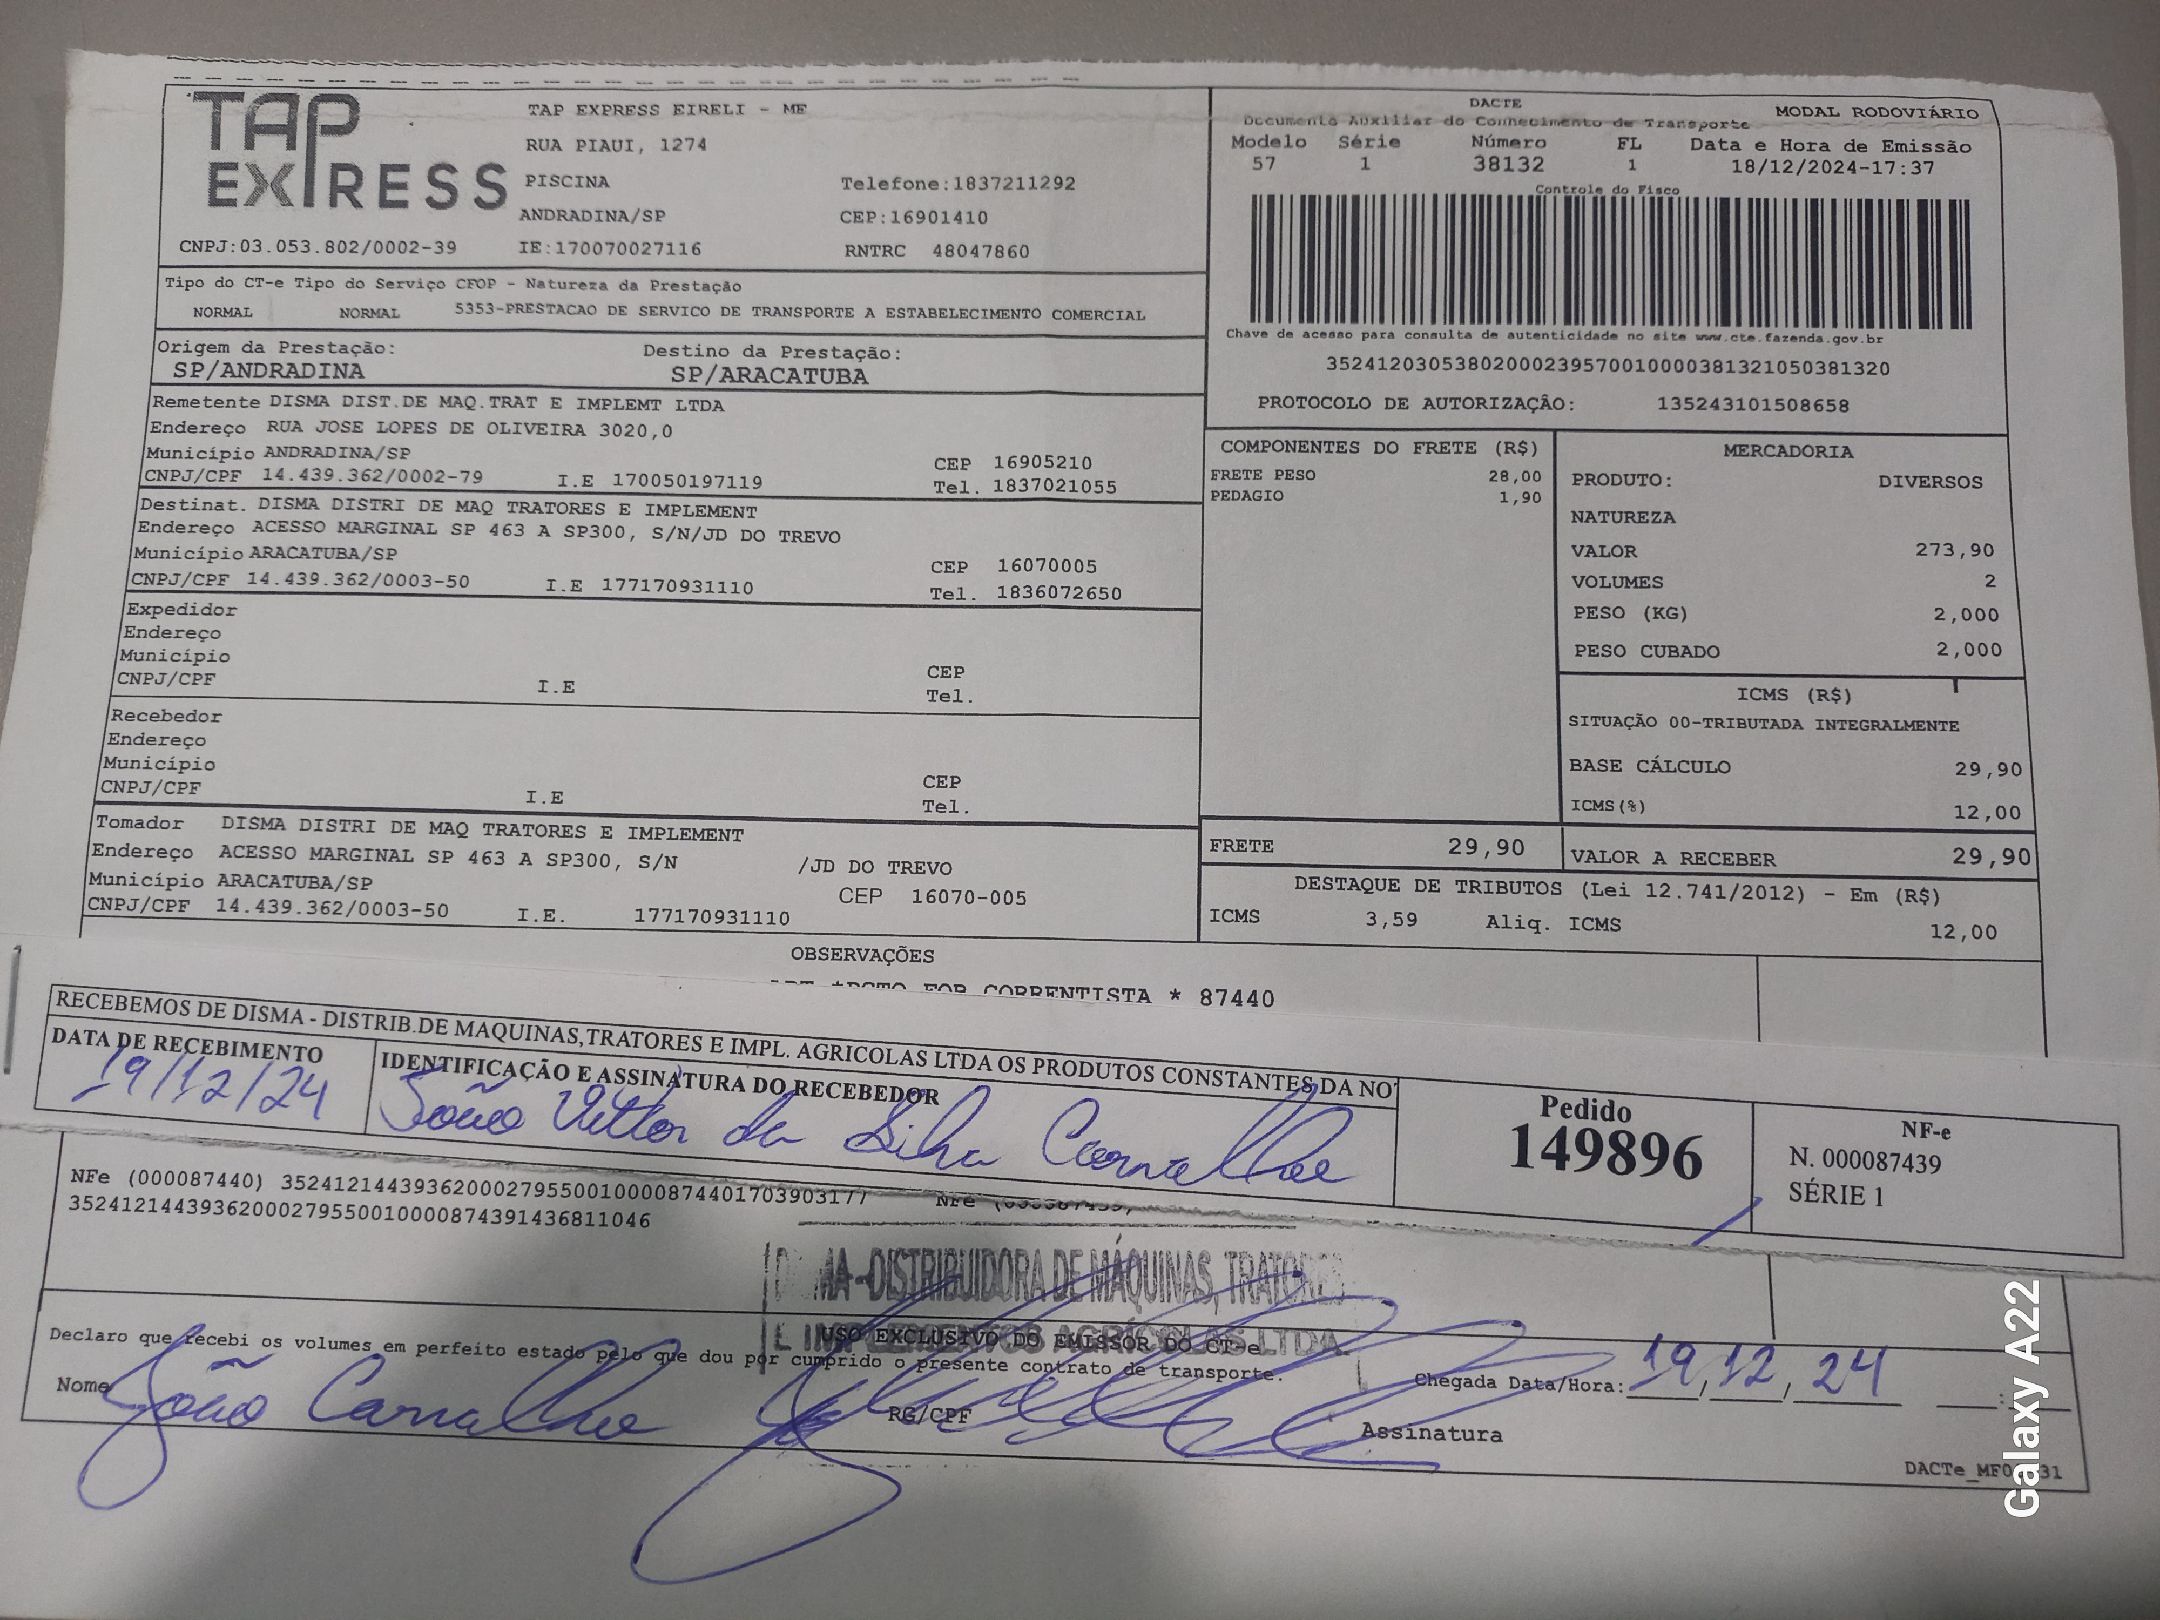 TAP EXPRESS
TAP EXPRESS EIRELI - ME
RUA PIAUI, 1274
PISCINA Telefone:1837211292
ANDRADINA/SP CEP:16901410
CNPJ:03.053.802/0002-39 IE:170070027116 RNTRC 48047860
DACTE MODAL RODOVIÁRIO
Documento Auxiliar do Conhecimento de Transporte
Modelo Série Número FL Data e Hora de Emissão
57 1 38132 1 18/12/2024-17:37
Controle do Fisco
Chave de acesso para consulta de autenticidade no site www.cte.fazenda.gov.br
35241203053802000239570010000381321050381320
PROTOCOLO DE AUTORIZAÇÃO: 135243101508658
Tipo do CT-e Tipo do Serviço CFOP - Natureza da Prestação
NORMAL NORMAL 5353-PRESTACAO DE SERVICO DE TRANSPORTE A ESTABELECIMENTO COMERCIAL
Origem da Prestação: Destino da Prestação:
SP/ANDRADINA SP/ARACATUBA
Remetente DISMA DIST.DE MAQ.TRAT E IMPLEMT LTDA
Endereço RUA JOSE LOPES DE OLIVEIRA 3020,0
Município ANDRADINA/SP CEP 16905210
CNPJ/CPF 14.439.362/0002-79 I.E 170050197119 Tel. 1837021055
Destinat. DISMA DISTRI DE MAQ TRATORES E IMPLEMENT
Endereço ACESSO MARGINAL SP 463 A SP300, S/N/JD DO TREVO
Município ARACATUBA/SP CEP 16070005
CNPJ/CPF 14.439.362/0003-50 I.E 177170931110 Tel. 1836072650
Expedidor
Endereço
Município CEP
CNPJ/CPF I.E Tel.
Recebedor
Endereço
Município CEP
CNPJ/CPF I.E Tel.
Tomador DISMA DISTRI DE MAQ TRATORES E IMPLEMENT
Endereço ACESSO MARGINAL SP 463 A SP300, S/N /JD DO TREVO
Município ARACATUBA/SP CEP 16070-005
CNPJ/CPF 14.439.362/0003-50 I.E. 177170931110
COMPONENTES DO FRETE (R$)
FRETE PESO 28,00
PEDAGIO 1,90
MERCADORIA
PRODUTO: DIVERSOS
NATUREZA
VALOR 273,90
VOLUMES 2
PESO (KG) 2,000
PESO CUBADO 2,000
ICMS (R$)
SITUAÇÃO 00-TRIBUTADA INTEGRALMENTE
BASE CÁLCULO 29,90
ICMS(%) 12,00
FRETE 29,90 VALOR A RECEBER 29,90
DESTAQUE DE TRIBUTOS (Lei 12.741/2012) - Em (R$)
ICMS 3,59 Aliq. ICMS 12,00
OBSERVAÇÕES
FOB CORRENTISTA * 87440
RECEBEMOS DE DISMA - DISTRIB.DE MAQUINAS,TRATORES E IMPL. AGRICOLAS LTDA OS PRODUTOS CONSTANTES DA NO
DATA DE RECEBIMENTO IDENTIFICAÇÃO E ASSINATURA DO RECEBEDOR
19/12/24 João Vittor da Silva Carvalho
Pedido
149896
NF-e
N. 000087439
SÉRIE 1
NFe (000087440) 35241214439362000279550010000874401703903177 NFe (000087439)
35241214439362000279550010000874391436811046
DISMA-DISTRIBUIDORA DE MÁQUINAS, TRATORES
E IMPLEMENTOS AGRÍCOLAS LTDA.
USO EXCLUSIVO DO EMISSOR DO CT-e
Declaro que recebi os volumes em perfeito estado pelo que dou por cumprido o presente contrato de transporte.
Nome João Carvalho RG/CPF Assinatura
Chegada Data/Hora: 19, 12, 24 :
Galaxy A22